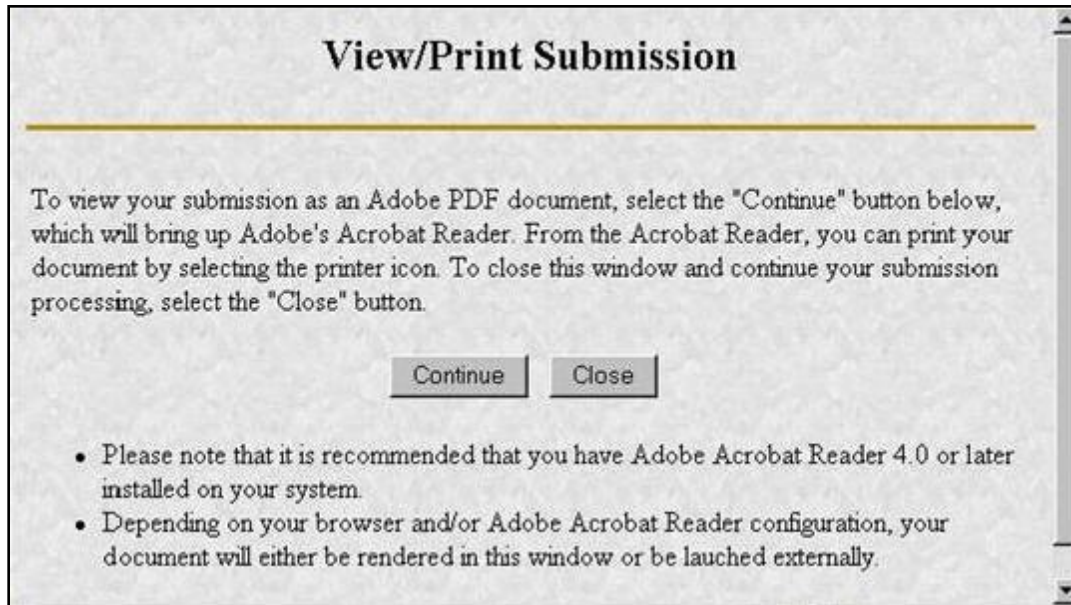 View/Print Submission
To view your submission as an Adobe PDF document, select the "Continue" button below,
which will bring up Adobe's Acrobat Reader. From the Acrobat Reader, you can print your
document by selecting the printer icon. To close this window and continue your submission
processing, select the "Close" button.
Continue Close
• Please note that it is recommended that you have Adobe Acrobat Reader 4.0 or later
installed on your system.
• Depending on your browser and/or Adobe Acrobat Reader configuration, your
document will either be rendered in this window or be lauched externally.